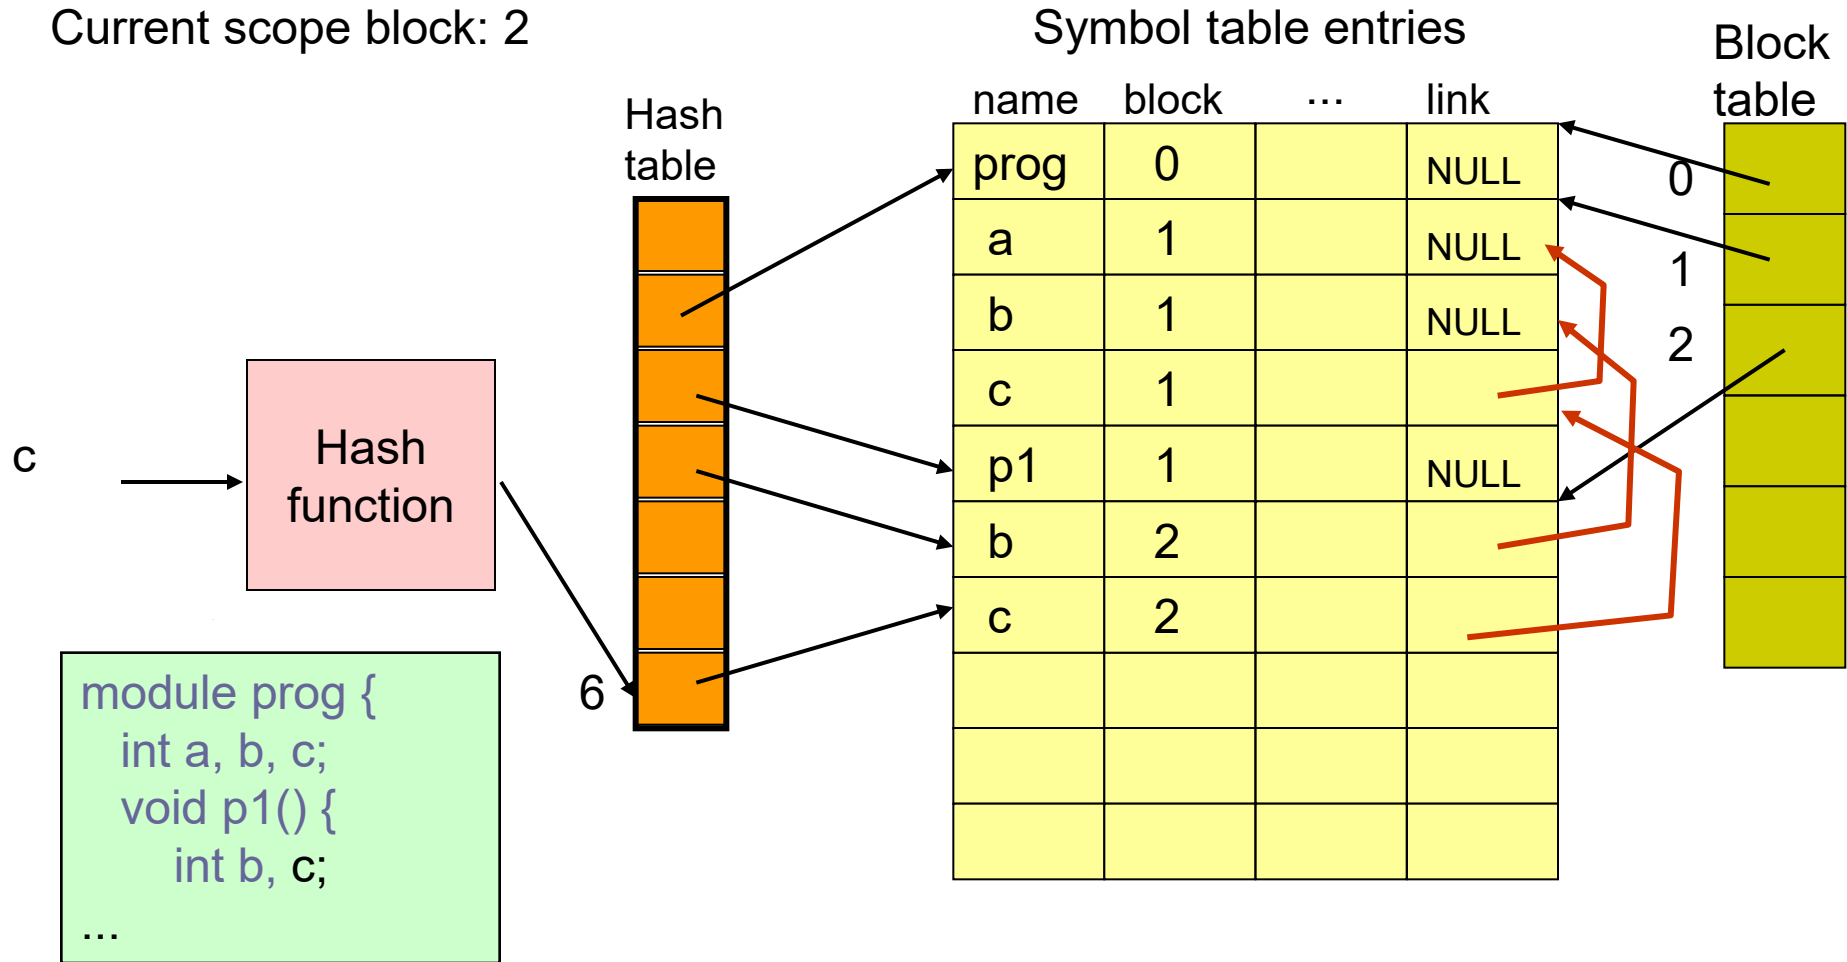 Current scope block: 2
Symbol table entries
Block
table
Hash
table
name block ... link
prog 0 NULL
a 1 NULL
b 1 NULL
c 1
p1 1 NULL
b 2
c 2
0
1
2
c
Hash
function
6
module prog {
int a, b, c;
void p1() {
int b, c;
...